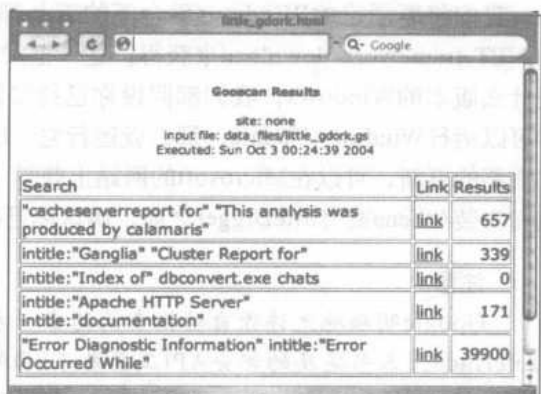 little_gdork.html
Q- Google
Gooscan Results
site: none
input file: data_files/little_gdork.gs
Executed: Sun Oct 3 00:24:39 2004
Search Link Results
"cacheserverreport for" "This analysis was
produced by calamaris" link 657
intitle:"Ganglia" "Cluster Report for" link 339
intitle:"Index of" dbconvert.exe chats link 0
intitle:"Apache HTTP Server"
intitle:"documentation" link 171
"Error Diagnostic Information" intitle:"Error
Occurred While" link 39900